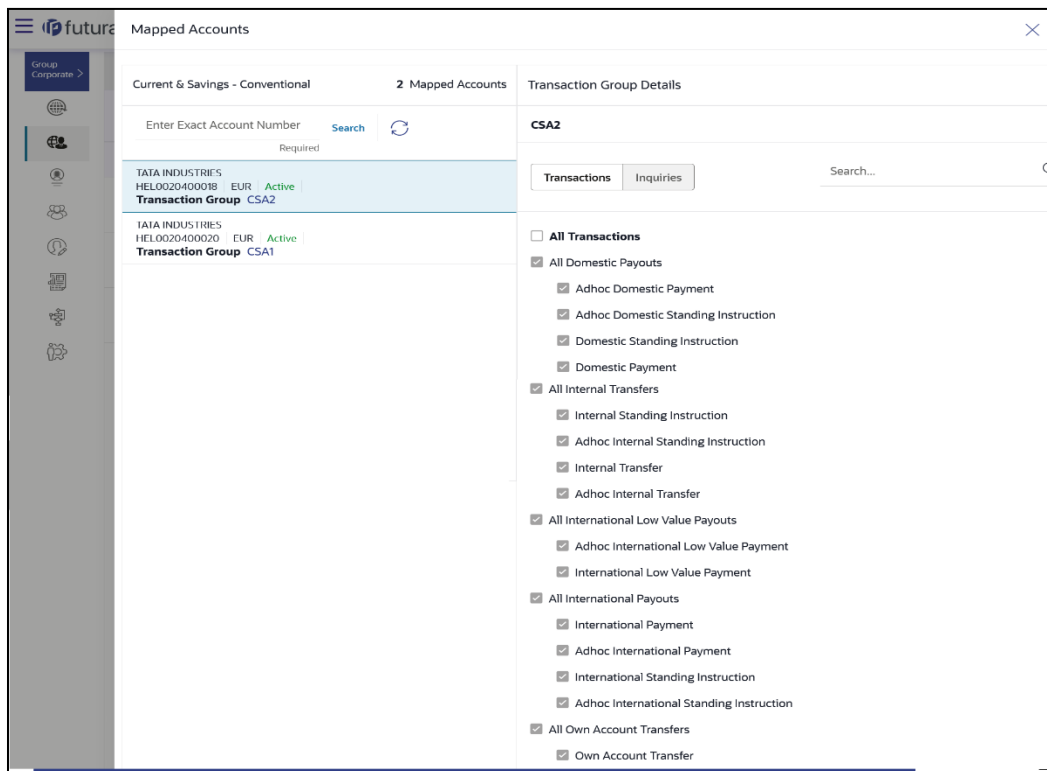 futura
Mapped Accounts
Group
Corporate >
Current & Savings - Conventional
2 Mapped Accounts
Enter Exact Account Number
Search
Required
TATA INDUSTRIES
HEL0020400018 EUR Active
Transaction Group CSA2
TATA INDUSTRIES
HEL0020400020 EUR Active
Transaction Group CSA1
Transaction Group Details
CSA2
Transactions
Inquiries
Search...
All Transactions
All Domestic Payouts
Adhoc Domestic Payment
Adhoc Domestic Standing Instruction
Domestic Standing Instruction
Domestic Payment
All Internal Transfers
Internal Standing Instruction
Adhoc Internal Standing Instruction
Internal Transfer
Adhoc Internal Transfer
All International Low Value Payouts
Adhoc International Low Value Payment
International Low Value Payment
All International Payouts
International Payment
Adhoc International Payment
International Standing Instruction
Adhoc International Standing Instruction
All Own Account Transfers
Own Account Transfer